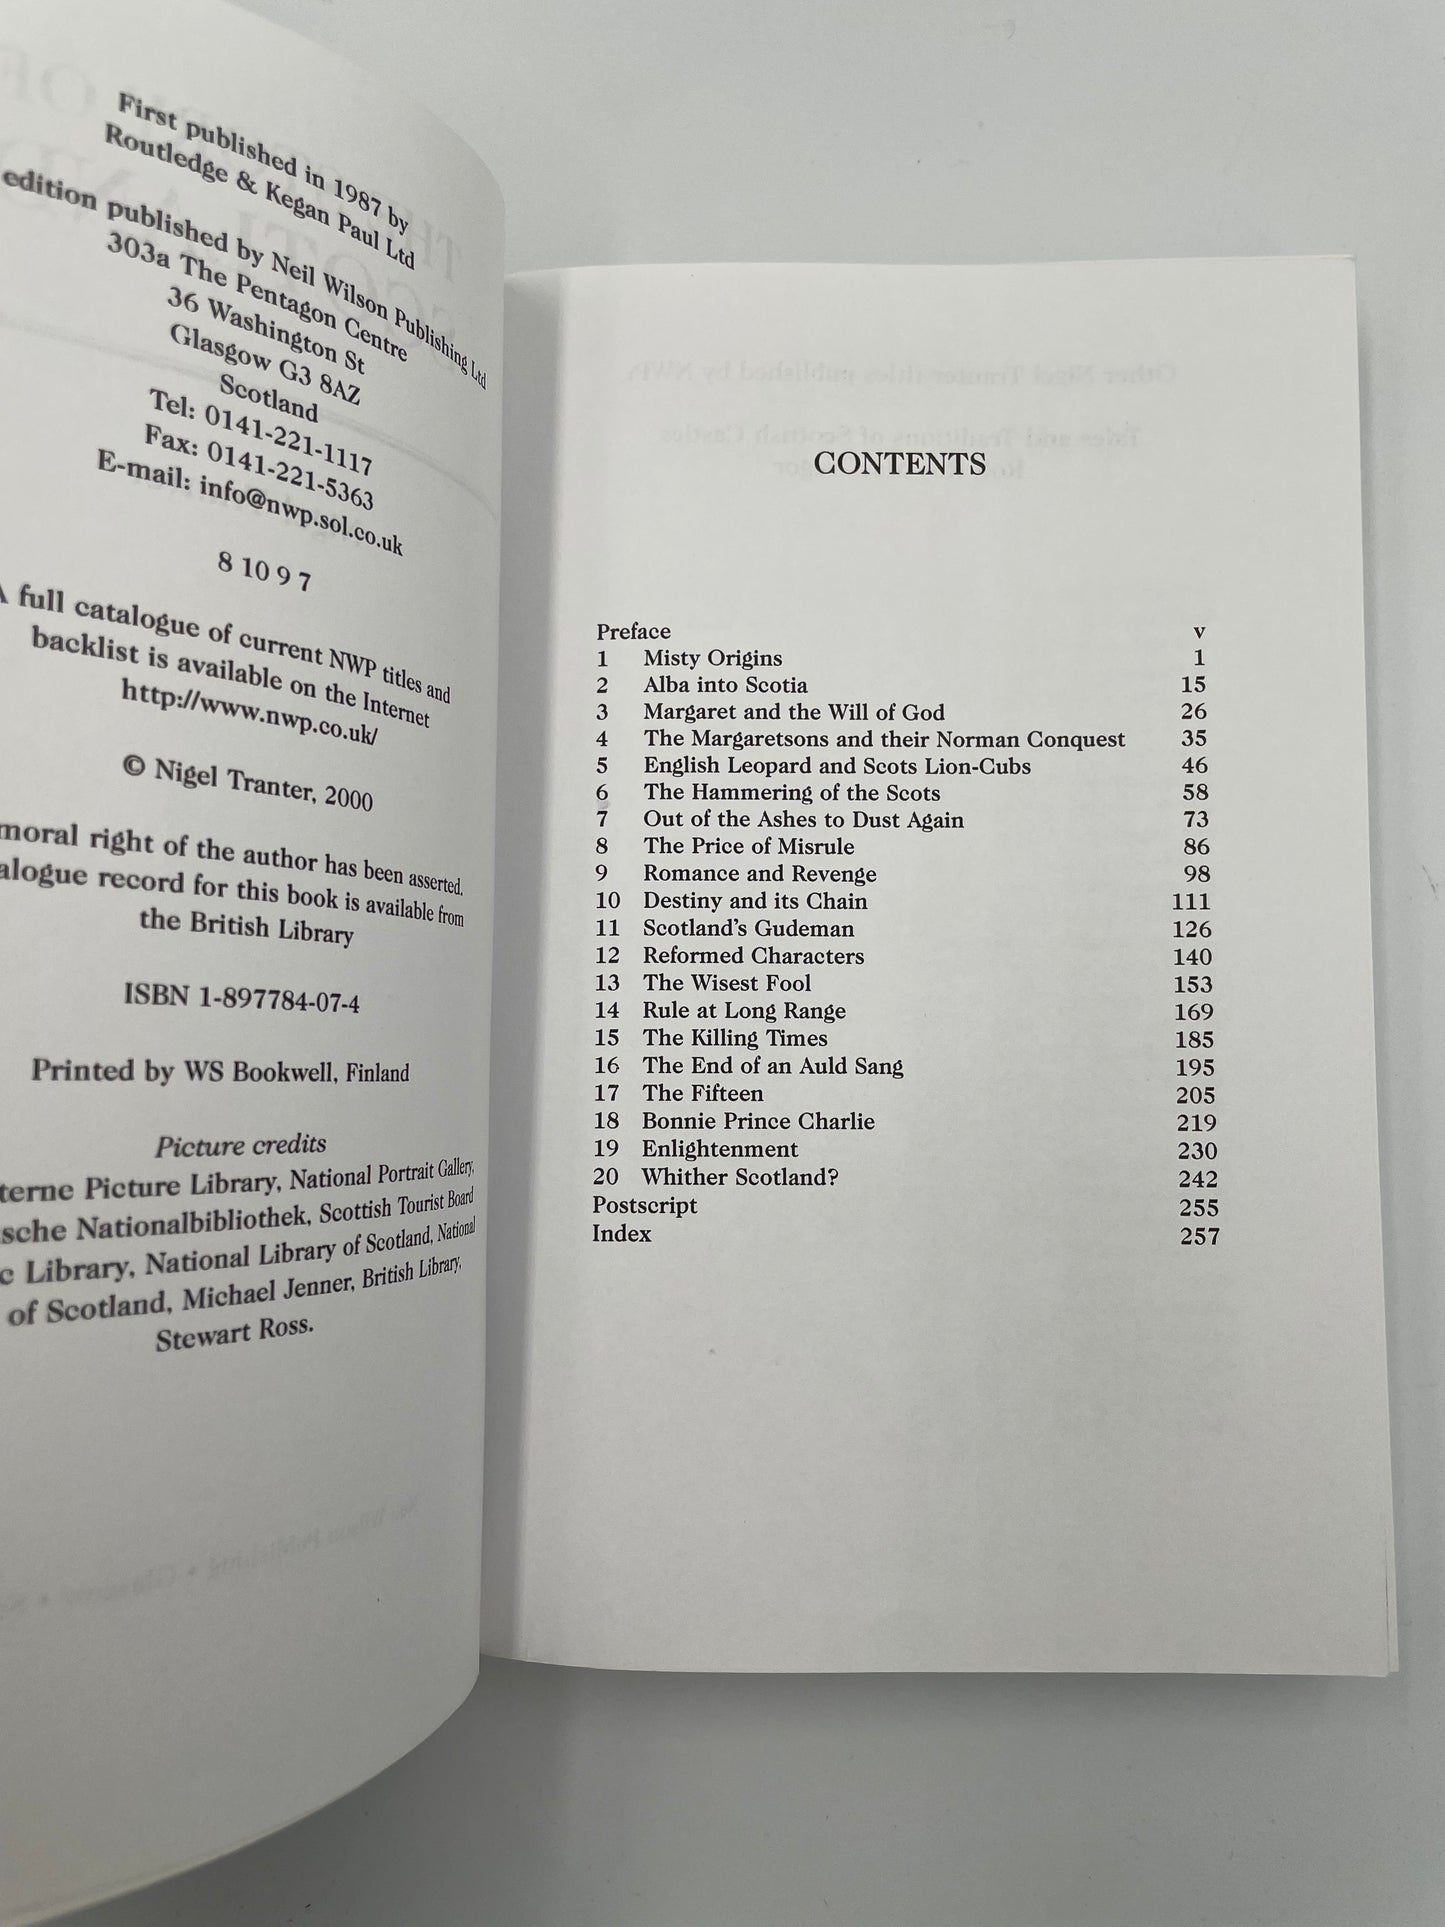 First published in 1987 by
Routledge & Kegan Paul Ltd
edition published by Neil Wilson Publishing Ltd
303a The Pentagon Centre
36 Washington St
Glasgow G3 8AZ
Scotland
Tel: 0141-221-1117
Fax: 0141-221-5363
E-mail: info@nwp.sol.co.uk
8 10 9 7
A full catalogue of current NWP titles and
backlist is available on the Internet
http://www.nwp.co.uk/
© Nigel Tranter, 2000
moral right of the author has been asserted.
alogue record for this book is available from
the British Library
ISBN 1-897784-07-4
Printed by WS Bookwell, Finland
Picture credits
terne Picture Library, National Portrait Gallery,
sche Nationalbibliothek, Scottish Tourist Board
c Library, National Library of Scotland, National
of Scotland, Michael Jenner, British Library,
Stewart Ross.
CONTENTS
Preface v
1 Misty Origins 1
2 Alba into Scotia 15
3 Margaret and the Will of God 26
4 The Margaretsons and their Norman Conquest 35
5 English Leopard and Scots Lion-Cubs 46
6 The Hammering of the Scots 58
7 Out of the Ashes to Dust Again 73
8 The Price of Misrule 86
9 Romance and Revenge 98
10 Destiny and its Chain 111
11 Scotland's Gudeman 126
12 Reformed Characters 140
13 The Wisest Fool 153
14 Rule at Long Range 169
15 The Killing Times 185
16 The End of an Auld Sang 195
17 The Fifteen 205
18 Bonnie Prince Charlie 219
19 Enlightenment 230
20 Whither Scotland? 242
Postscript 255
Index 257